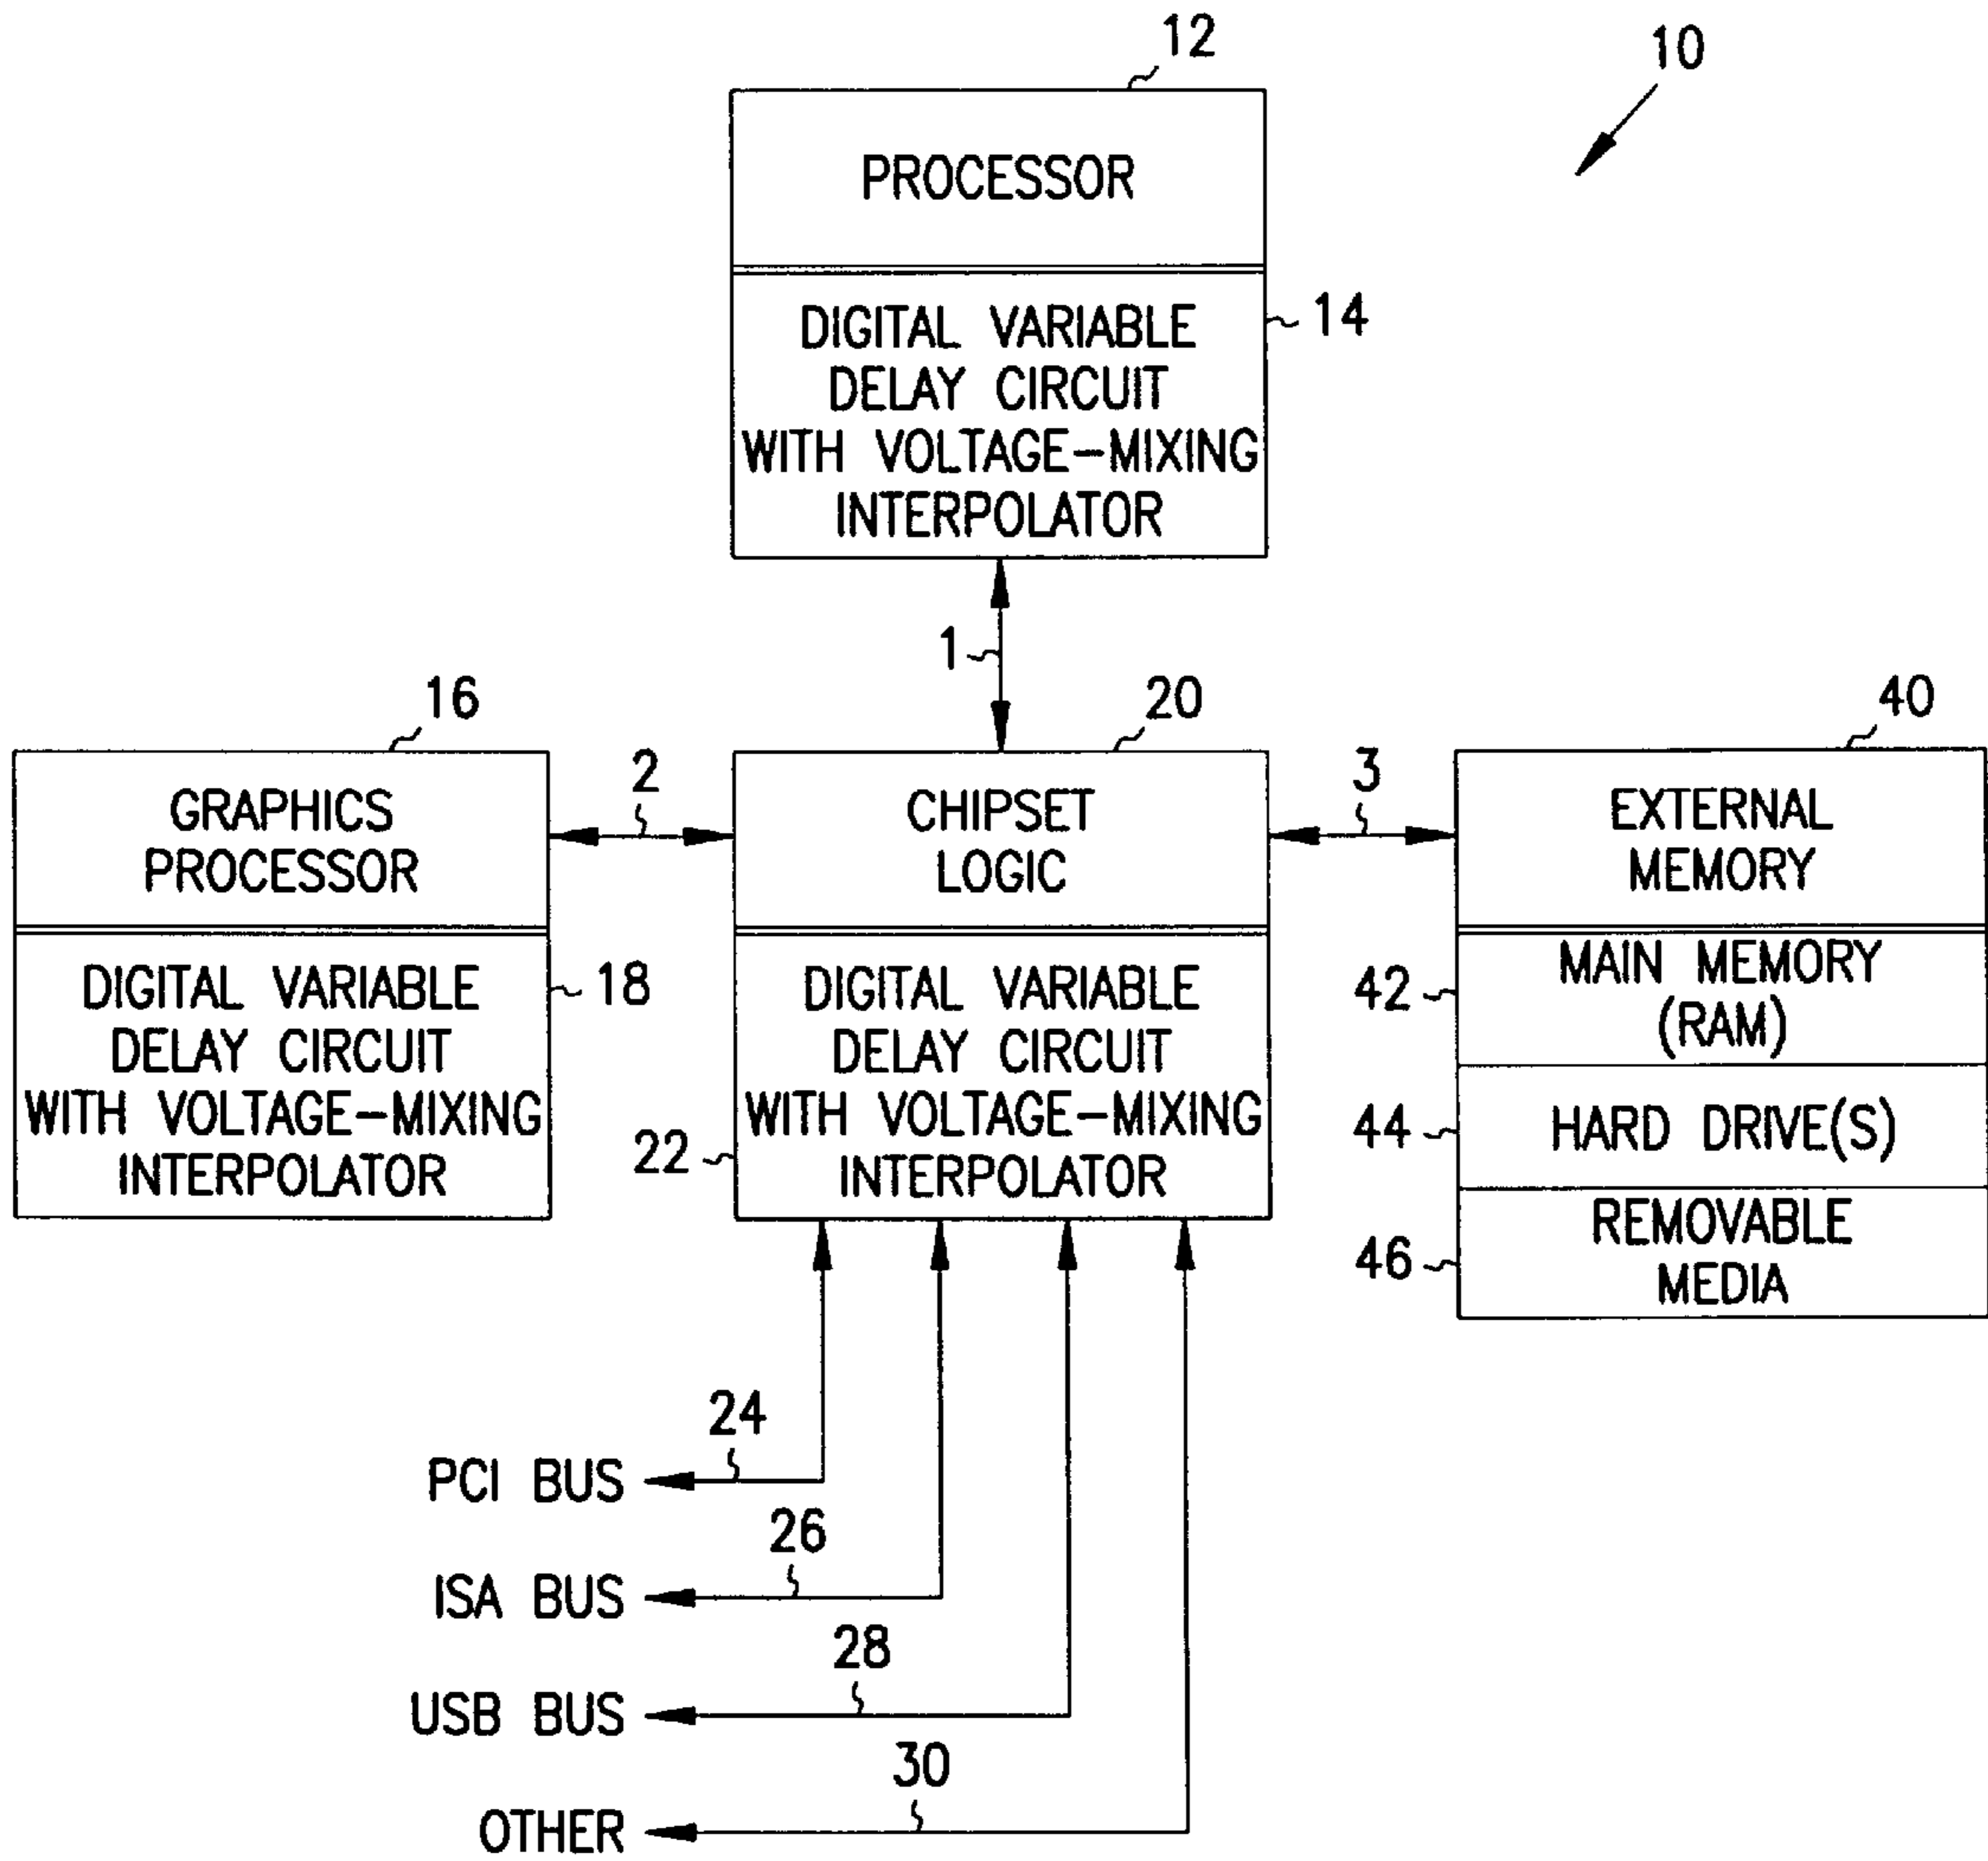 12
10
PROCESSOR
DIGITAL VARIABLE
DELAY CIRCUIT
WITH VOLTAGE-MIXING
INTERPOLATOR
14
1
16
20
40
2
3
GRAPHICS
PROCESSOR
CHIPSET
LOGIC
EXTERNAL
MEMORY
DIGITAL VARIABLE
DELAY CIRCUIT
WITH VOLTAGE-MIXING
INTERPOLATOR
18
DIGITAL VARIABLE
DELAY CIRCUIT
WITH VOLTAGE-MIXING
INTERPOLATOR
22
42
MAIN MEMORY
(RAM)
44
HARD DRIVE(S)
46
REMOVABLE
MEDIA
24
PCI BUS
26
ISA BUS
28
USB BUS
30
OTHER